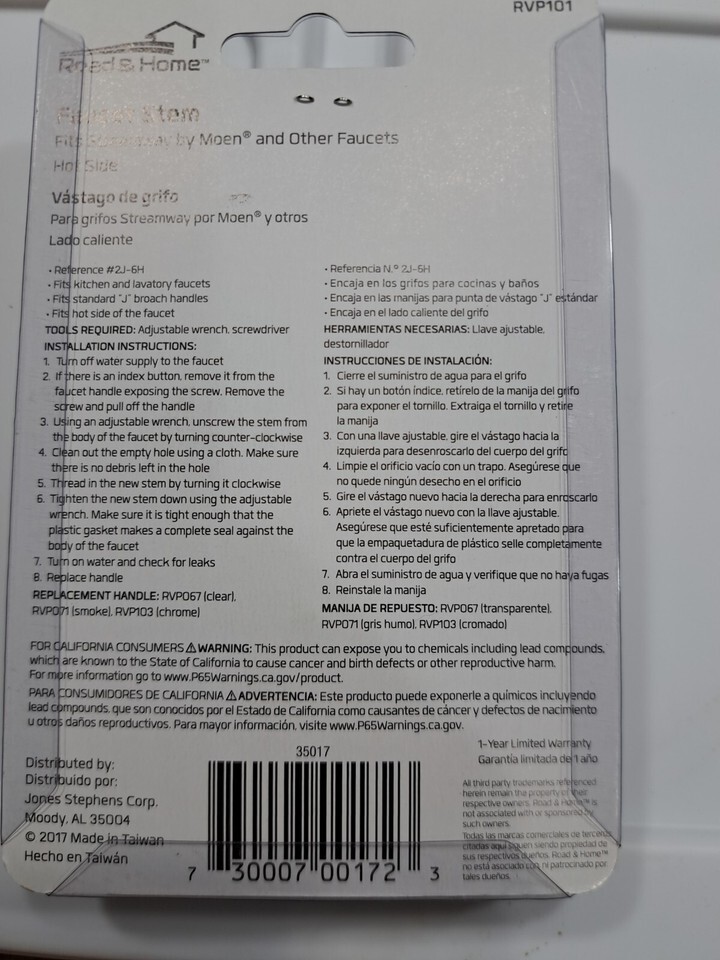 RVP101
Road & Home™
Faucet Stem
Fits Streamway by Moen® and Other Faucets
Hot Side
Vástago de grifo
Para grifos Streamway por Moen® y otros
Lado caliente
• Reference #2J-6H
• Fits kitchen and lavatory faucets
• Fits standard "J" broach handles
• Fits hot side of the faucet
TOOLS REQUIRED: Adjustable wrench, screwdriver
INSTALLATION INSTRUCTIONS:
1. Turn off water supply to the faucet
2. If there is an index button, remove it from the
faucet handle exposing the screw. Remove the
screw and pull off the handle
3. Using an adjustable wrench, unscrew the stem from
the body of the faucet by turning counter-clockwise
4. Clean out the empty hole using a cloth. Make sure
there is no debris left in the hole
5. Thread in the new stem by turning it clockwise
6. Tighten the new stem down using the adjustable
wrench. Make sure it is tight enough that the
plastic gasket makes a complete seal against the
body of the faucet
7. Turn on water and check for leaks
8. Replace handle
REPLACEMENT HANDLE: RVP067 (clear),
RVP071 (smoke), RVP103 (chrome)
• Referencia N.° 2J-6H
• Encaja en los grifos para cocinas y baños
• Encaja en las manijas para punta de vástago "J" estándar
• Encaja en el lado caliente del grifo
HERRAMIENTAS NECESARIAS: Llave ajustable,
destornillador
INSTRUCCIONES DE INSTALACIÓN:
1. Cierre el suministro de agua para el grifo
2. Si hay un botón índice, retírelo de la manija del grifo
para exponer el tornillo. Extraiga el tornillo y retire
la manija
3. Con una llave ajustable, gire el vástago hacia la
izquierda para desenroscarlo del cuerpo del grifo
4. Limpie el orificio vacío con un trapo. Asegúrese que
no quede ningún desecho en el orificio
5. Gire el vástago nuevo hacia la derecha para enroscarlo
6. Apriete el vástago nuevo con la llave ajustable.
Asegúrese que esté suficientemente apretado para
que la empaquetadura de plástico selle completamente
contra el cuerpo del grifo
7. Abra el suministro de agua y verifique que no haya fugas
8. Reinstale la manija
MANIJA DE REPUESTO: RVP067 (transparente),
RVP071 (gris humo), RVP103 (cromado)
FOR CALIFORNIA CONSUMERS ⚠ WARNING: This product can expose you to chemicals including lead compounds,
which are known to the State of California to cause cancer and birth defects or other reproductive harm.
For more information go to www.P65Warnings.ca.gov/product.
PARA CONSUMIDORES DE CALIFORNIA ⚠ ADVERTENCIA: Este producto puede exponerle a químicos incluyendo
lead compounds, que son conocidos por el Estado de California como causantes de cáncer y defectos de nacimiento
u otros daños reproductivos. Para mayor información, visite www.P65Warnings.ca.gov.
Distributed by:
Distribuido por:
Jones Stephens Corp.
Moody, AL 35004
© 2017 Made in Taiwan
Hecho en Taiwán
35017
7 30007 00172 3
1-Year Limited Warranty
Garantía limitada de 1 año
All third party trademarks referenced
herein remain the property of their
respective owners. Road & Home™ is
not associated with or sponsored by
such owners.
Todas las marcas comerciales de terceros
citadas aquí siguen siendo propiedad de
sus respectivos dueños. Road & Home™
no está asociado con ni patrocinado por
tales dueños.